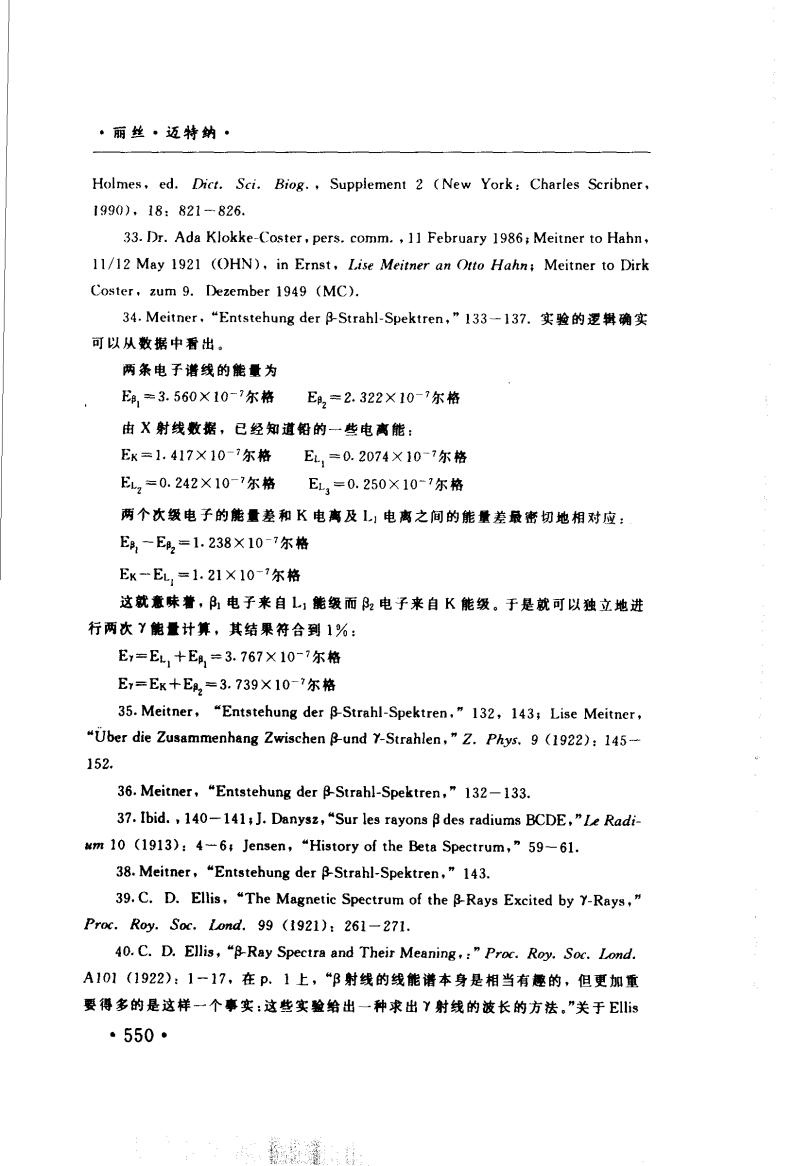 ·丽丝·迈特纳·
Holmes, ed. Dict. Sci. Biog., Supplement 2 (New York: Charles Scribner,
1990), 18: 821—826.
33. Dr. Ada Klokke-Coster, pers. comm., 11 February 1986; Meitner to Hahn,
11/12 May 1921 (OHN), in Ernst, Lise Meitner an Otto Hahn; Meitner to Dirk
Coster, zum 9. Dezember 1949 (MC).
34. Meitner, “Entstehung der β-Strahl-Spektren,” 133—137. 实验的逻辑确实
可以从数据中看出。
两条电子谱线的能量为
Eβ₁=3.560×10⁻⁷尔格 Eβ₂=2.322×10⁻⁷尔格
由 X 射线数据，已经知道铅的一些电离能：
EK=1.417×10⁻⁷尔格 EL₁=0.2074×10⁻⁷尔格
EL₂=0.242×10⁻⁷尔格 EL₃=0.250×10⁻⁷尔格
两个次级电子的能量差和 K 电离及 L₁ 电离之间的能量差最密切地相对应：
Eβ₁—Eβ₂=1.238×10⁻⁷尔格
EK—EL₁=1.21×10⁻⁷尔格
这就意味着，β₁ 电子来自 L₁ 能级而 β₂ 电子来自 K 能级。于是就可以独立地进
行两次 γ 能量计算，其结果符合到 1%：
Eγ=EL₁+Eβ₁=3.767×10⁻⁷尔格
Eγ=EK+Eβ₂=3.739×10⁻⁷尔格
35. Meitner, “Entstehung der β-Strahl-Spektren,” 132, 143; Lise Meitner,
“Über die Zusammenhang Zwischen β-und γ-Strahlen,” Z. Phys. 9 (1922): 145—
152.
36. Meitner, “Entstehung der β-Strahl-Spektren,” 132—133.
37. Ibid., 140—141; J. Danysz, “Sur les rayons β des radiums BCDE,” Le Radi-
um 10 (1913): 4—6; Jensen, “History of the Beta Spectrum,” 59—61.
38. Meitner, “Entstehung der β-Strahl-Spektren,” 143.
39. C. D. Ellis, “The Magnetic Spectrum of the β-Rays Excited by γ-Rays,”
Proc. Roy. Soc. Lond. 99 (1921): 261—271.
40. C. D. Ellis, “β-Ray Spectra and Their Meaning,:” Proc. Roy. Soc. Lond.
A101 (1922): 1—17, 在 p. 1 上，“β 射线的线能谱本身是相当有趣的，但更加重
要得多的是这样一个事实：这些实验给出一种求出 γ 射线的波长的方法。”关于 Ellis
·550·